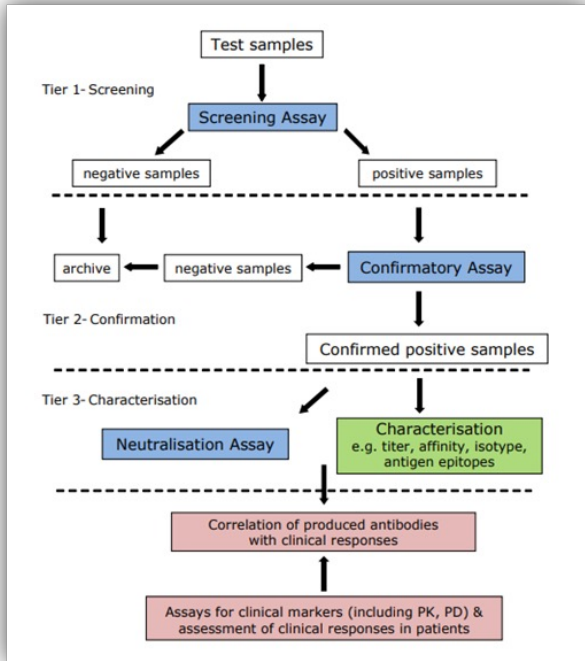 Test samples
Tier 1- Screening
Screening Assay
negative samples
positive samples
archive
negative samples
Confirmatory Assay
Tier 2- Confirmation
Confirmed positive samples
Tier 3- Characterisation
Neutralisation Assay
Characterisation
e.g. titer, affinity, isotype,
antigen epitopes
Correlation of produced antibodies
with clinical responses
Assays for clinical markers (including PK, PD) &
assessment of clinical responses in patients